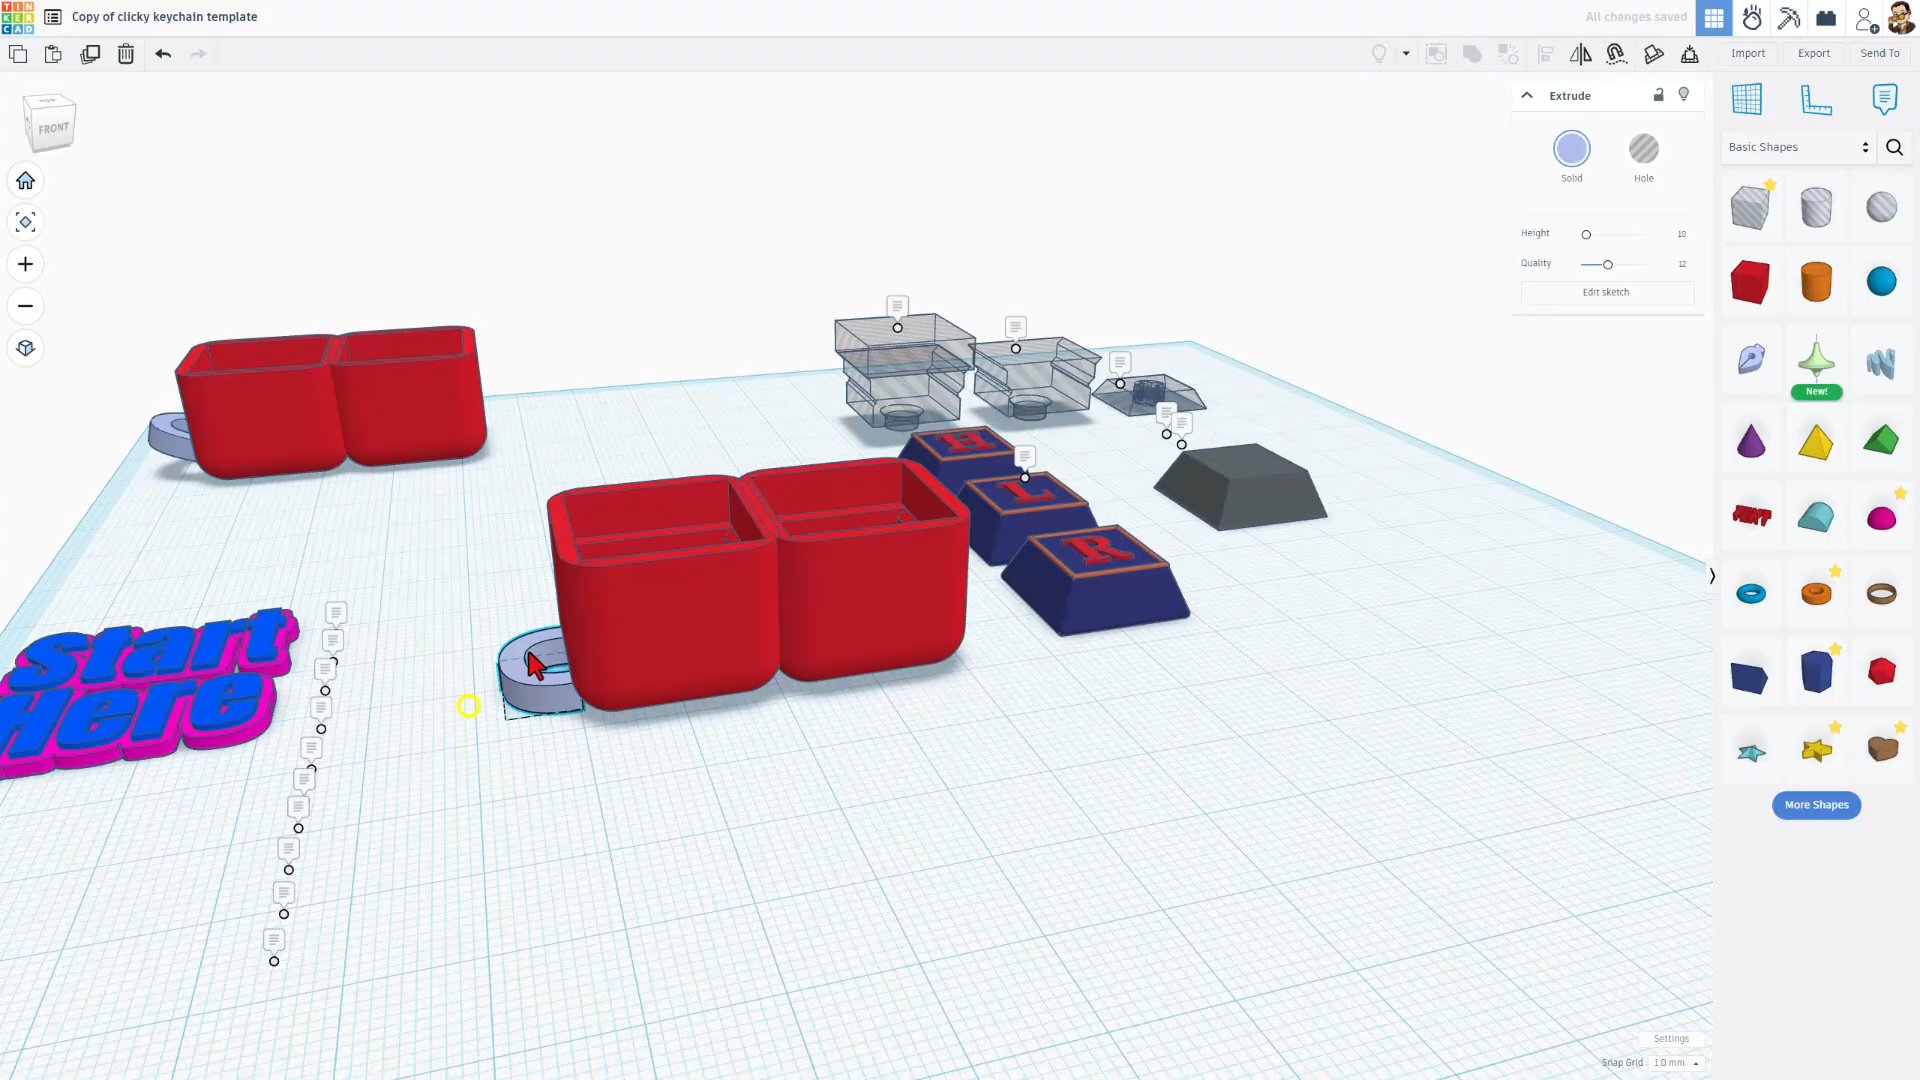 TIN
KER
CAD
Copy of clicky keychain template
All changes saved
Import
Export
Send To
TOP
FRONT
Extrude
Solid
Hole
Height
10
Quality
12
Edit sketch
Basic Shapes
New!
TEXT
More Shapes
H
L
R
Start
Here
Settings
Snap Grid
1.0 mm